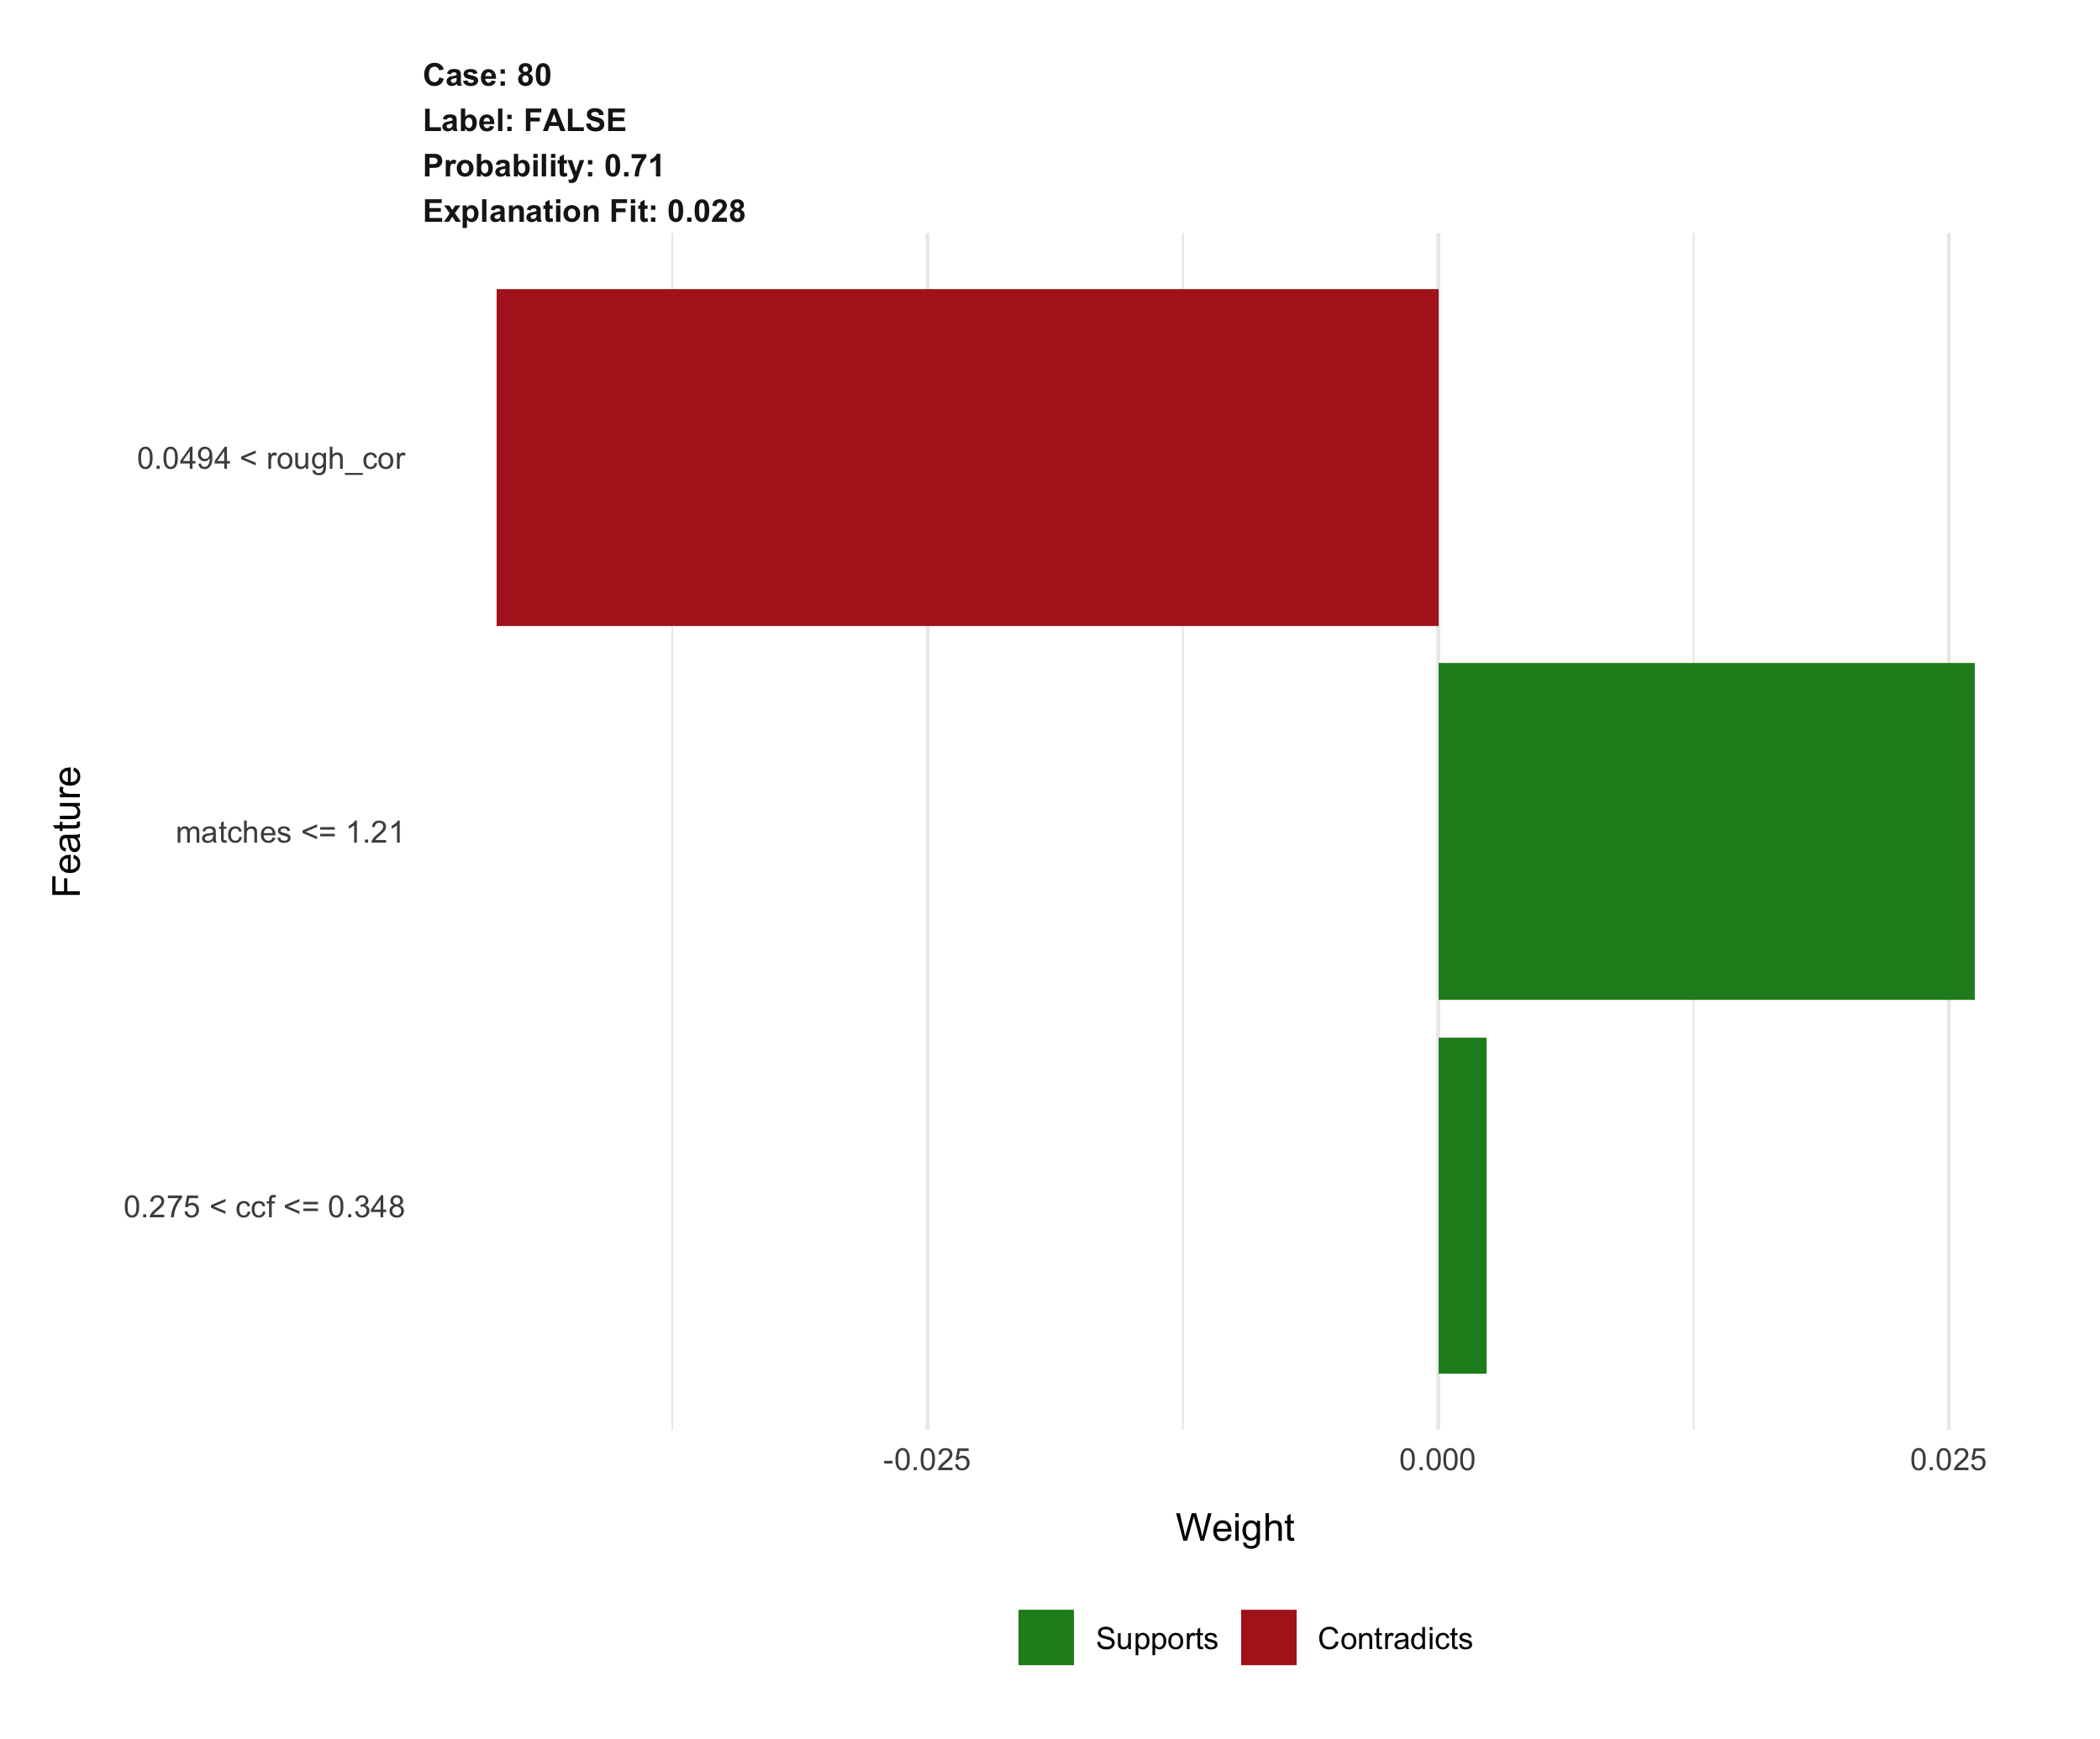 Case: 80
Label: FALSE
Probability: 0.71
Explanation Fit: 0.028
Feature
0.0494 < rough_cor
matches <= 1.21
0.275 < ccf <= 0.348
-0.025 0.000 0.025
Weight
Supports Contradicts